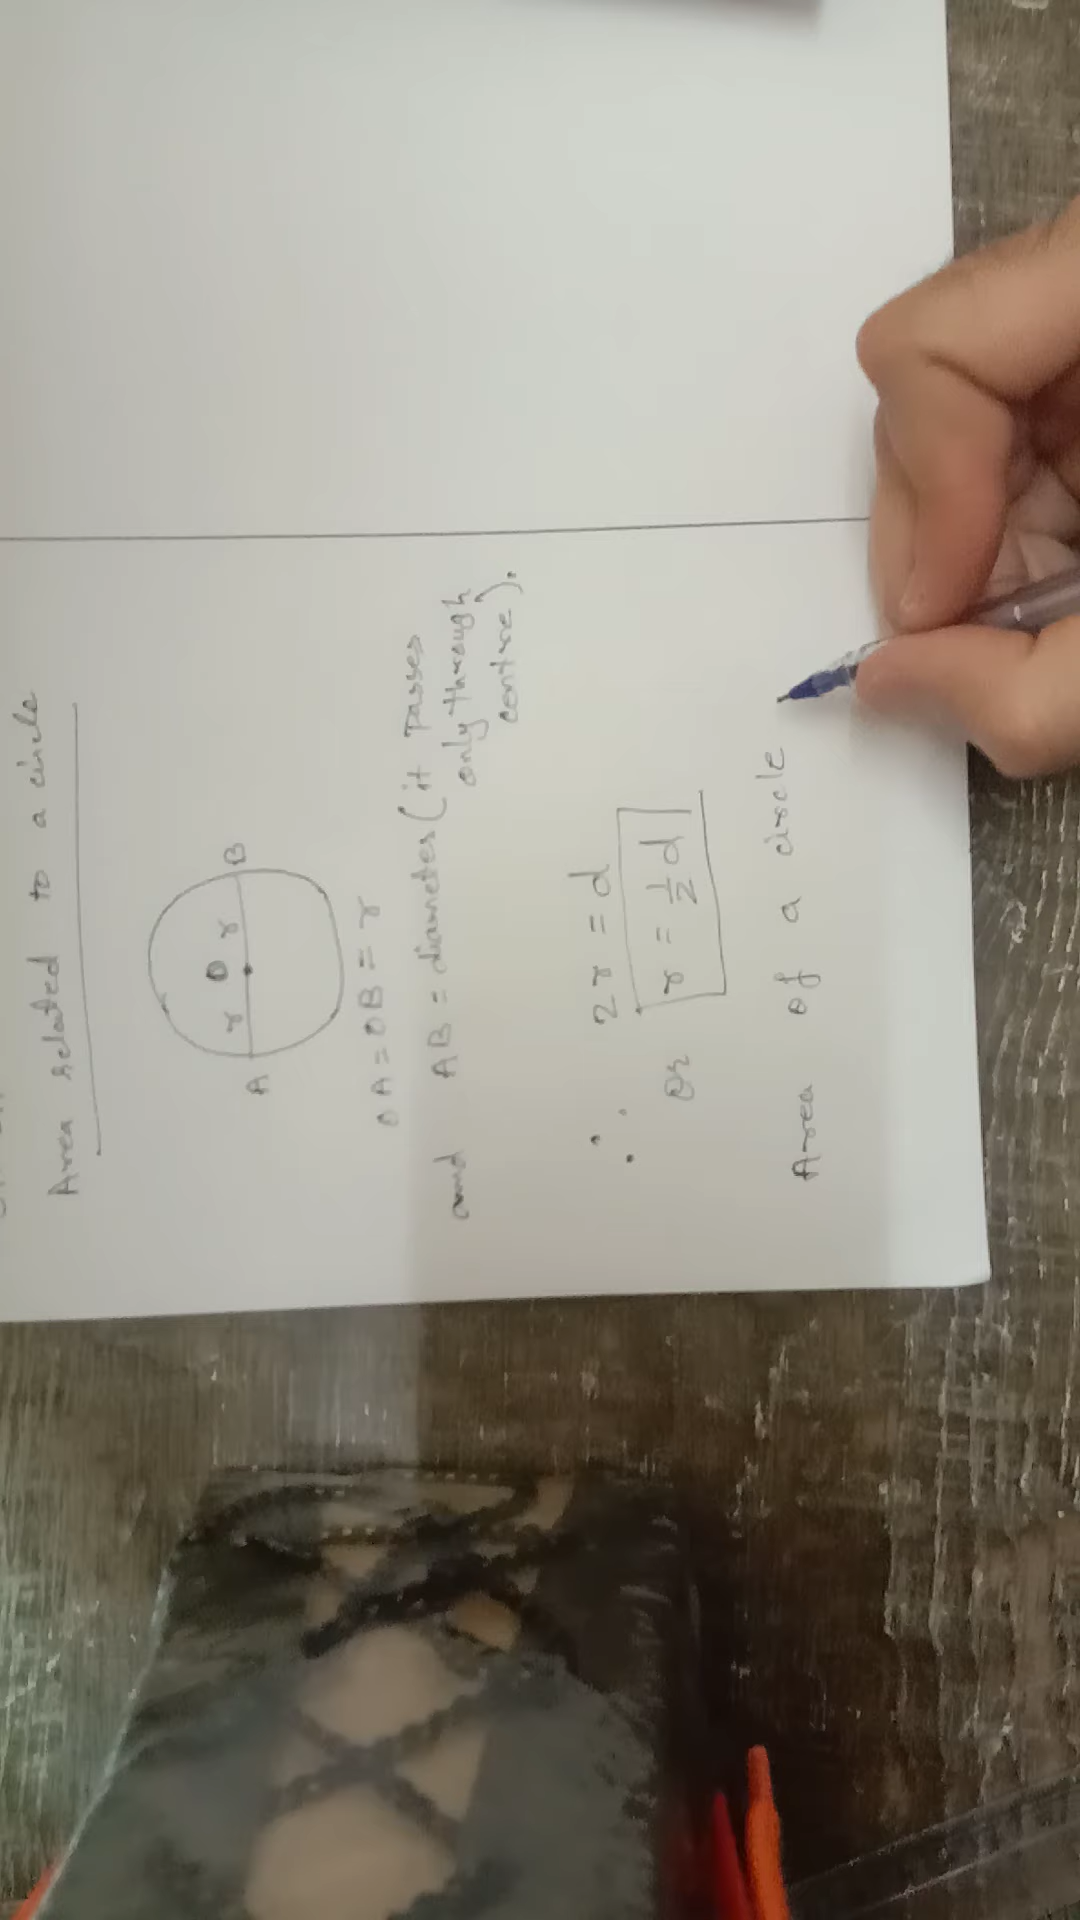 Area related to a circle
A r O r B
OA = OB = r
and AB = diameter (it passes
only through
centre).
∴ 2r = d
or r = 1/2 d
Area of a circle